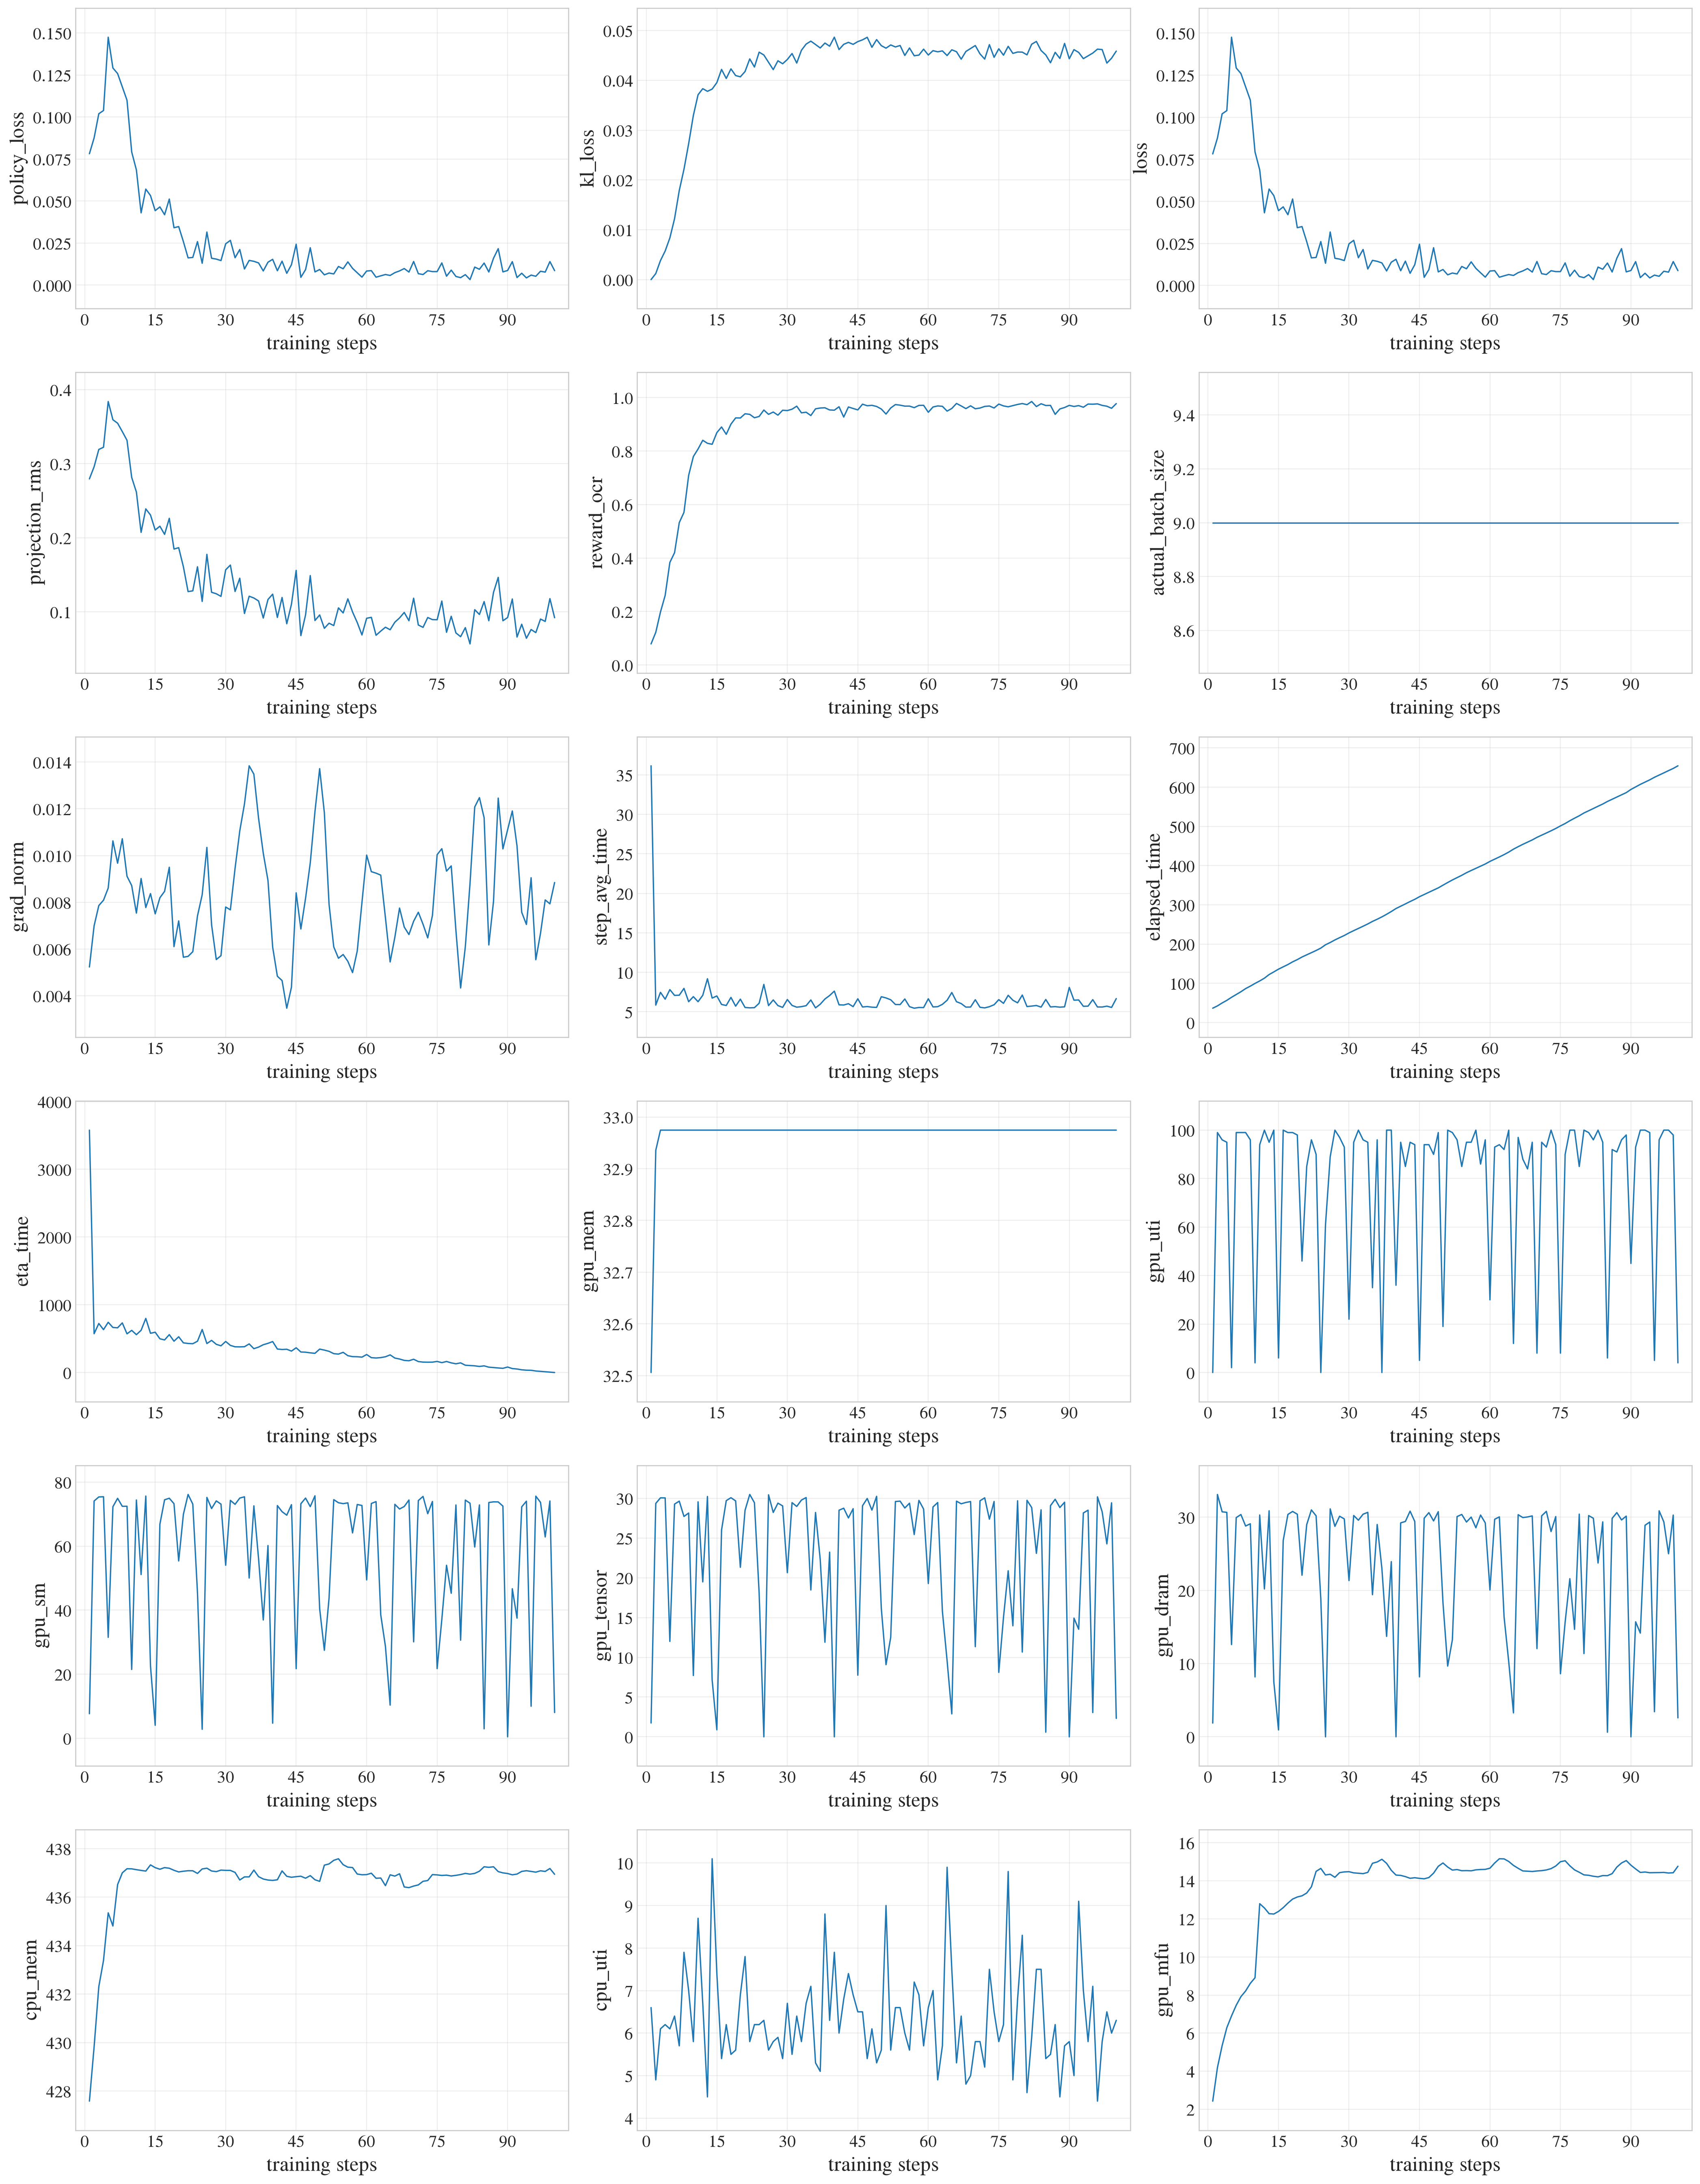 policy_loss
0.150
0.125
0.100
0.075
0.050
0.025
0.000
0 15 30 45 60 75 90
training steps
kl_loss
0.05
0.04
0.03
0.02
0.01
0.00
0 15 30 45 60 75 90
training steps
loss
0.150
0.125
0.100
0.075
0.050
0.025
0.000
0 15 30 45 60 75 90
training steps
projection_rms
0.4
0.3
0.2
0.1
0 15 30 45 60 75 90
training steps
reward_ocr
1.0
0.8
0.6
0.4
0.2
0.0
0 15 30 45 60 75 90
training steps
actual_batch_size
9.4
9.2
9.0
8.8
8.6
0 15 30 45 60 75 90
training steps
grad_norm
0.014
0.012
0.010
0.008
0.006
0.004
0 15 30 45 60 75 90
training steps
step_avg_time
35
30
25
20
15
10
5
0 15 30 45 60 75 90
training steps
elapsed_time
700
600
500
400
300
200
100
0
0 15 30 45 60 75 90
training steps
eta_time
4000
3000
2000
1000
0
0 15 30 45 60 75 90
training steps
gpu_mem
33.0
32.9
32.8
32.7
32.6
32.5
0 15 30 45 60 75 90
training steps
gpu_uti
100
80
60
40
20
0
0 15 30 45 60 75 90
training steps
gpu_sm
80
60
40
20
0
0 15 30 45 60 75 90
training steps
gpu_tensor
30
25
20
15
10
5
0
0 15 30 45 60 75 90
training steps
gpu_dram
30
20
10
0
0 15 30 45 60 75 90
training steps
cpu_mem
438
436
434
432
430
428
0 15 30 45 60 75 90
training steps
cpu_uti
10
9
8
7
6
5
4
0 15 30 45 60 75 90
training steps
gpu_mfu
16
14
12
10
8
6
4
2
0 15 30 45 60 75 90
training steps